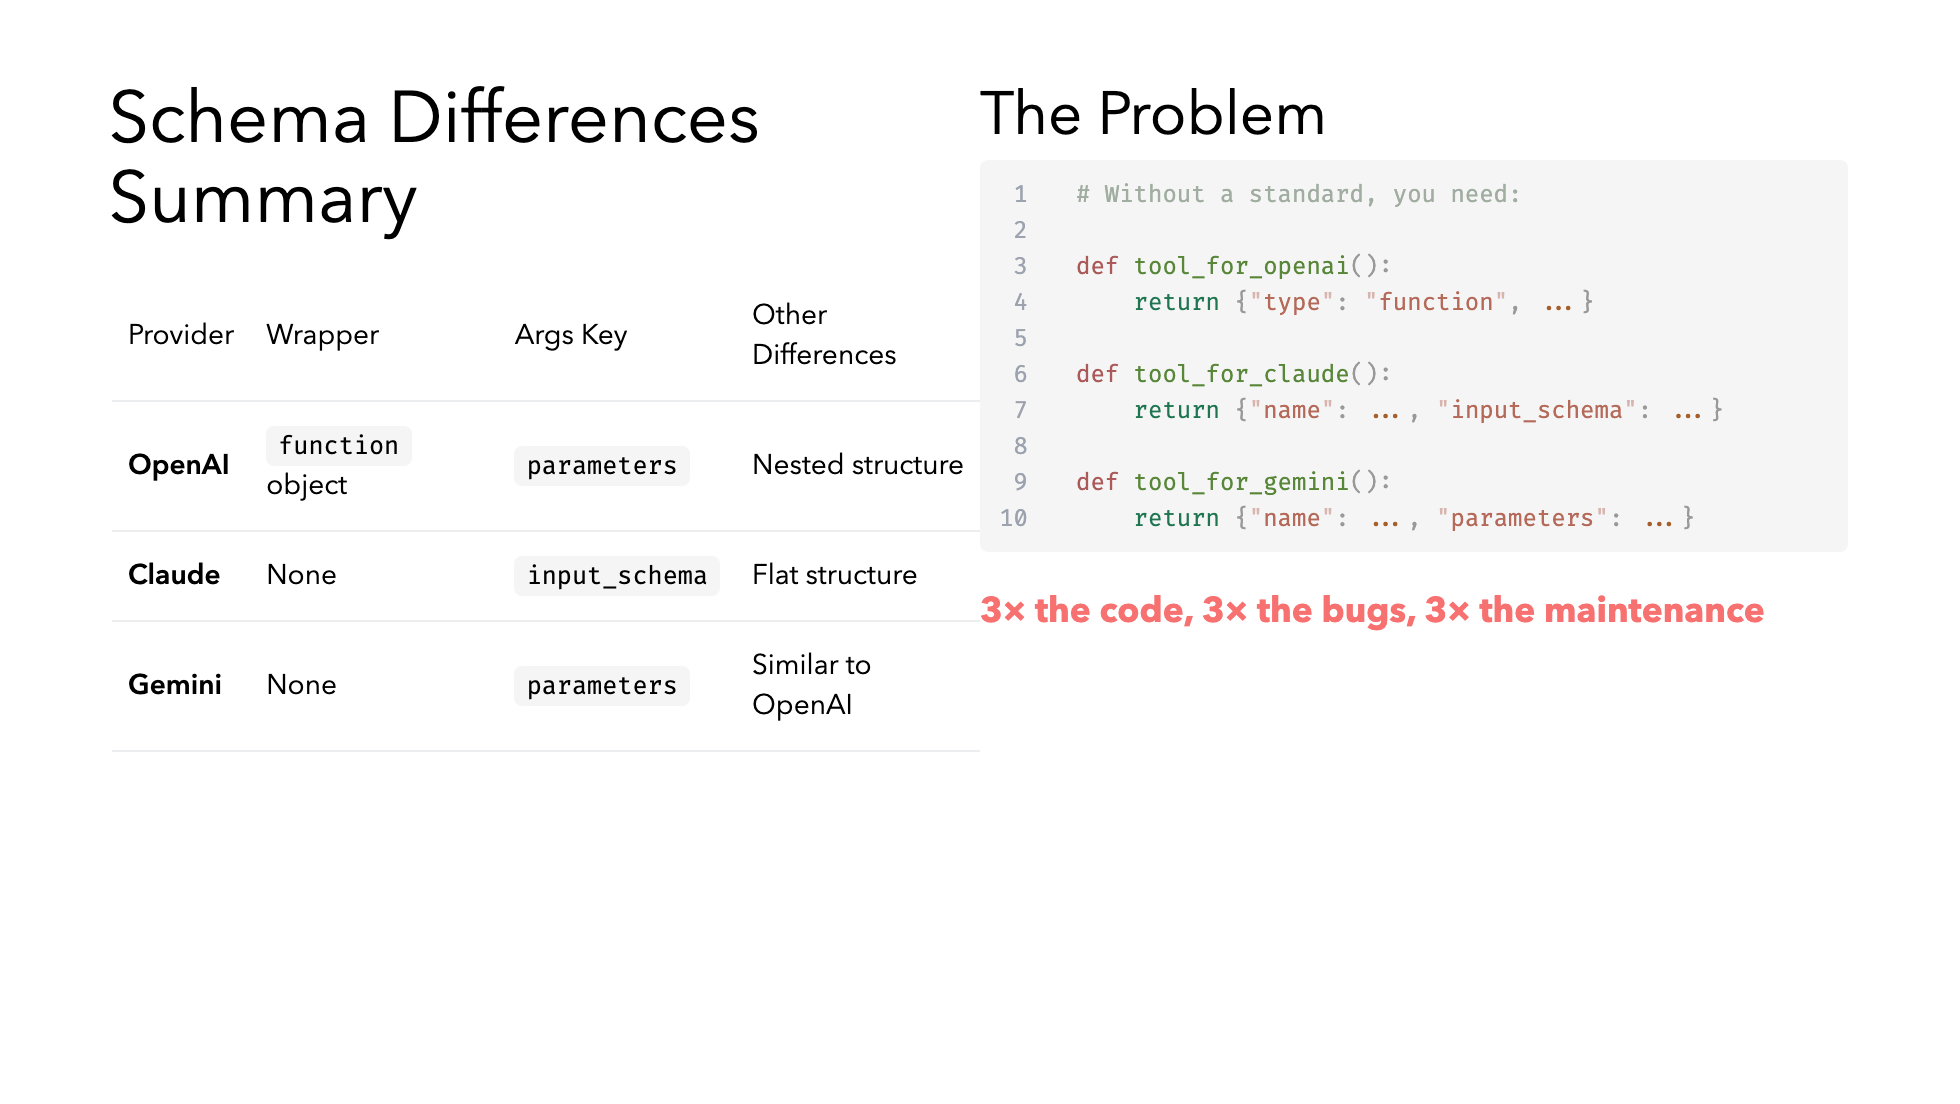 Schema Differences
Summary
Provider Wrapper Args Key Other
Differences
OpenAI function
object parameters Nested structure
Claude None input_schema Flat structure
Gemini None parameters Similar to
OpenAI
The Problem
1 # Without a standard, you need:
2
3 def tool_for_openai():
4     return {"type": "function", ...}
5
6 def tool_for_claude():
7     return {"name": ..., "input_schema": ...}
8
9 def tool_for_gemini():
10     return {"name": ..., "parameters": ...}
3× the code, 3× the bugs, 3× the maintenance